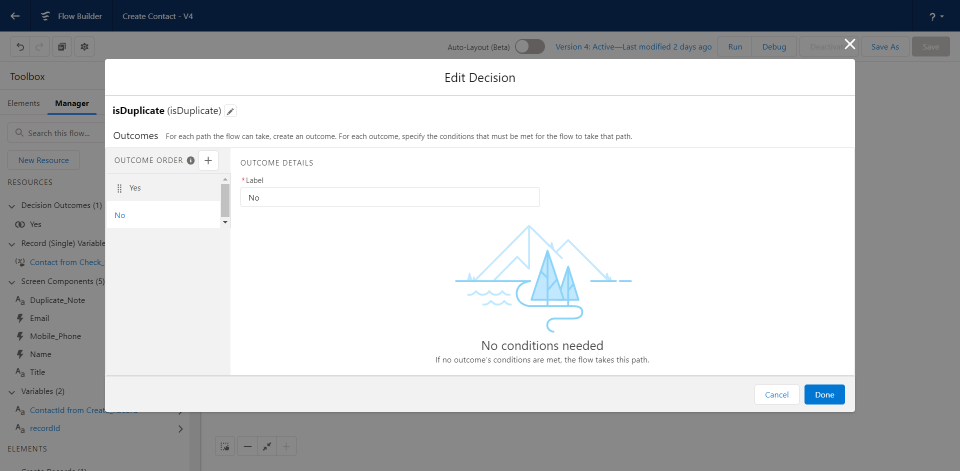 Flow Builder
Create Contact - V4
?
Auto-Layout (Beta)
Version 4: Active—Last modified 2 days ago
Run
Debug
Save As
Save
Toolbox
Elements
Manager
Search this flow...
New Resource
RESOURCES
Decision Outcomes (1)
Yes
Record (Single) Variable
Contact from Check_
Screen Components (5)
Duplicate_Note
Email
Mobile_Phone
Name
Title
Variables (2)
ContactId from Create_
recordId
ELEMENTS
Edit Decision
isDuplicate (isDuplicate)
Outcomes For each path the flow can take, create an outcome. For each outcome, specify the conditions that must be met for the flow to take that path.
OUTCOME ORDER
Yes
No
OUTCOME DETAILS
*Label
No
No conditions needed
If no outcome's conditions are met, the flow takes this path.
Cancel
Done